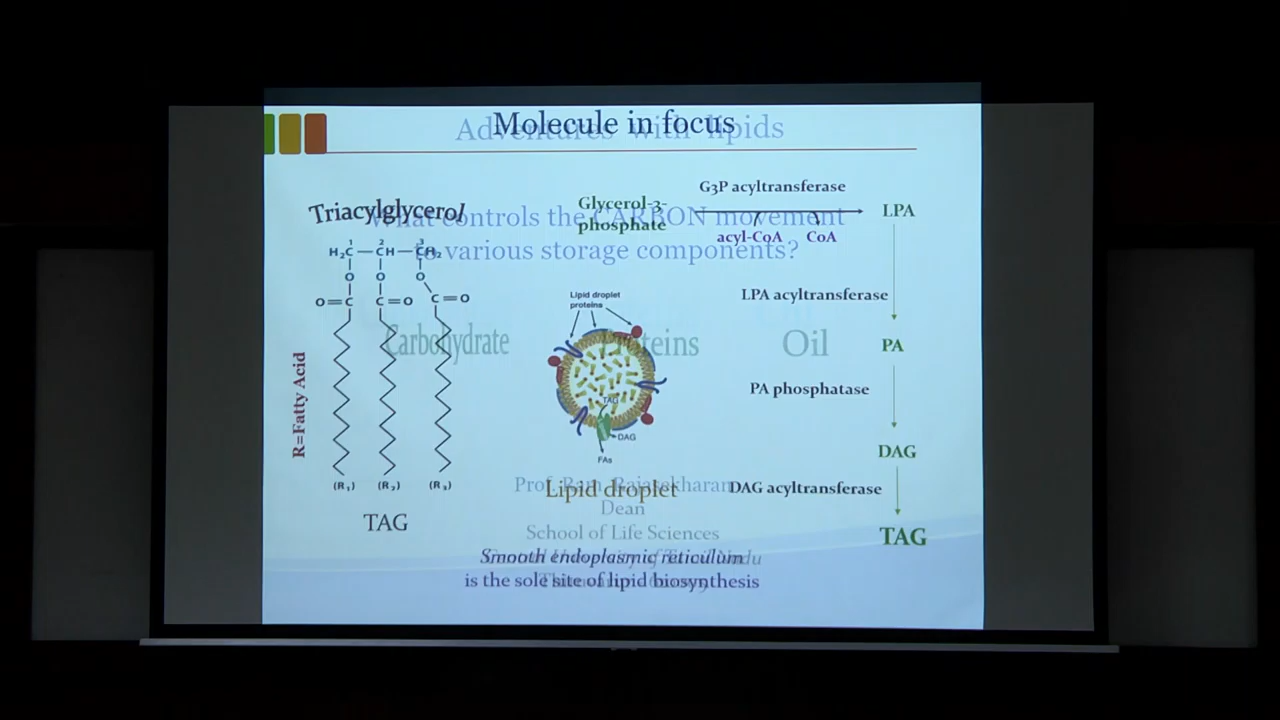 Adventures with lipids
Molecule in focus
What controls the CARBON movement
to various storage components?
Carbohydrate Proteins Oil
Triacylglycerol
H₂C—CH—CH₂
1 2 3
O O O
O=C C=O C=O
R=Fatty Acid
(R₁) (R₂) (R₃)
TAG
Glycerol-3-
phosphate
G3P acyltransferase
acyl-CoA CoA
LPA
LPA acyltransferase
PA
PA phosphatase
DAG
DAG acyltransferase
TAG
Lipid droplet
proteins
TAG
DAG
FAs
Lipid droplet
Prof. Ram Rajasekharan
Dean
School of Life Sciences
Smooth endoplasmic reticulum
is the sole site of lipid biosynthesis